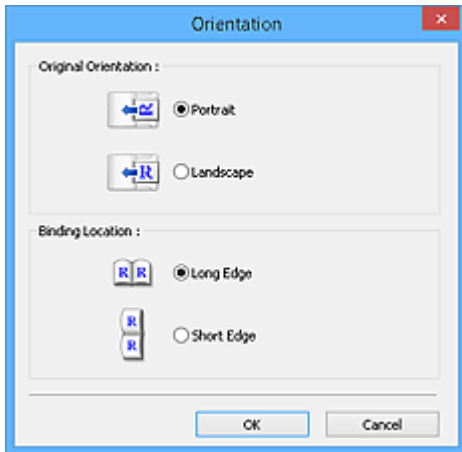 Orientation
Original Orientation :
R
Portrait
R
Landscape
Binding Location :
R R
Long Edge
R
R
Short Edge
OK Cancel